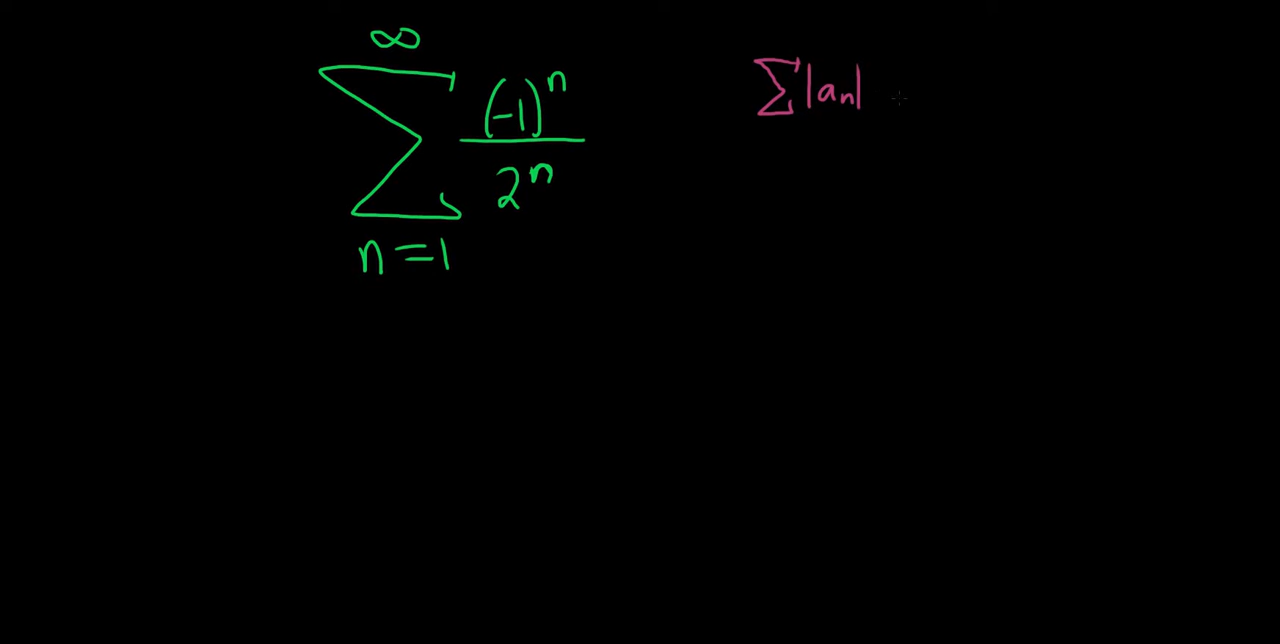 ∞
∑ (-1)^n / 2^n
n=1
∑|a_n|